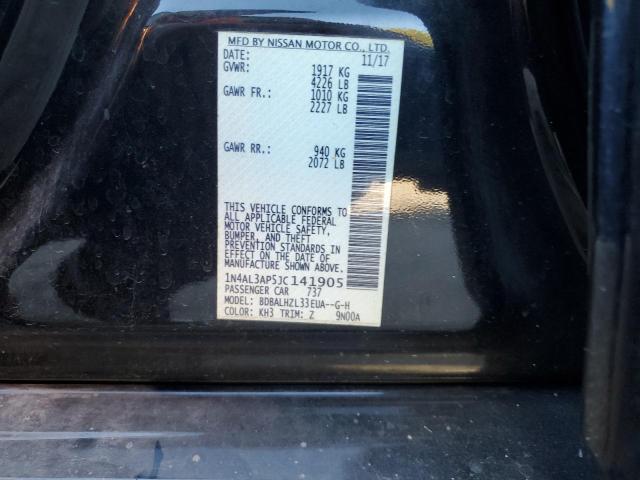 MFD BY NISSAN MOTOR CO., LTD.
DATE: 11/17
GVWR: 1917 KG
4226 LB
GAWR FR.: 1010 KG
2227 LB
GAWR RR.: 940 KG
2072 LB
THIS VEHICLE CONFORMS TO
ALL APPLICABLE FEDERAL
MOTOR VEHICLE SAFETY,
BUMPER, AND THEFT
PREVENTION STANDARDS IN
EFFECT ON THE DATE OF
MANUFACTURE SHOWN ABOVE.
1N4AL3AP5JC141905
PASSENGER CAR 737
MODEL: BDBALHZL33EUA--G-H
COLOR: KH3 TRIM: Z 9N00A